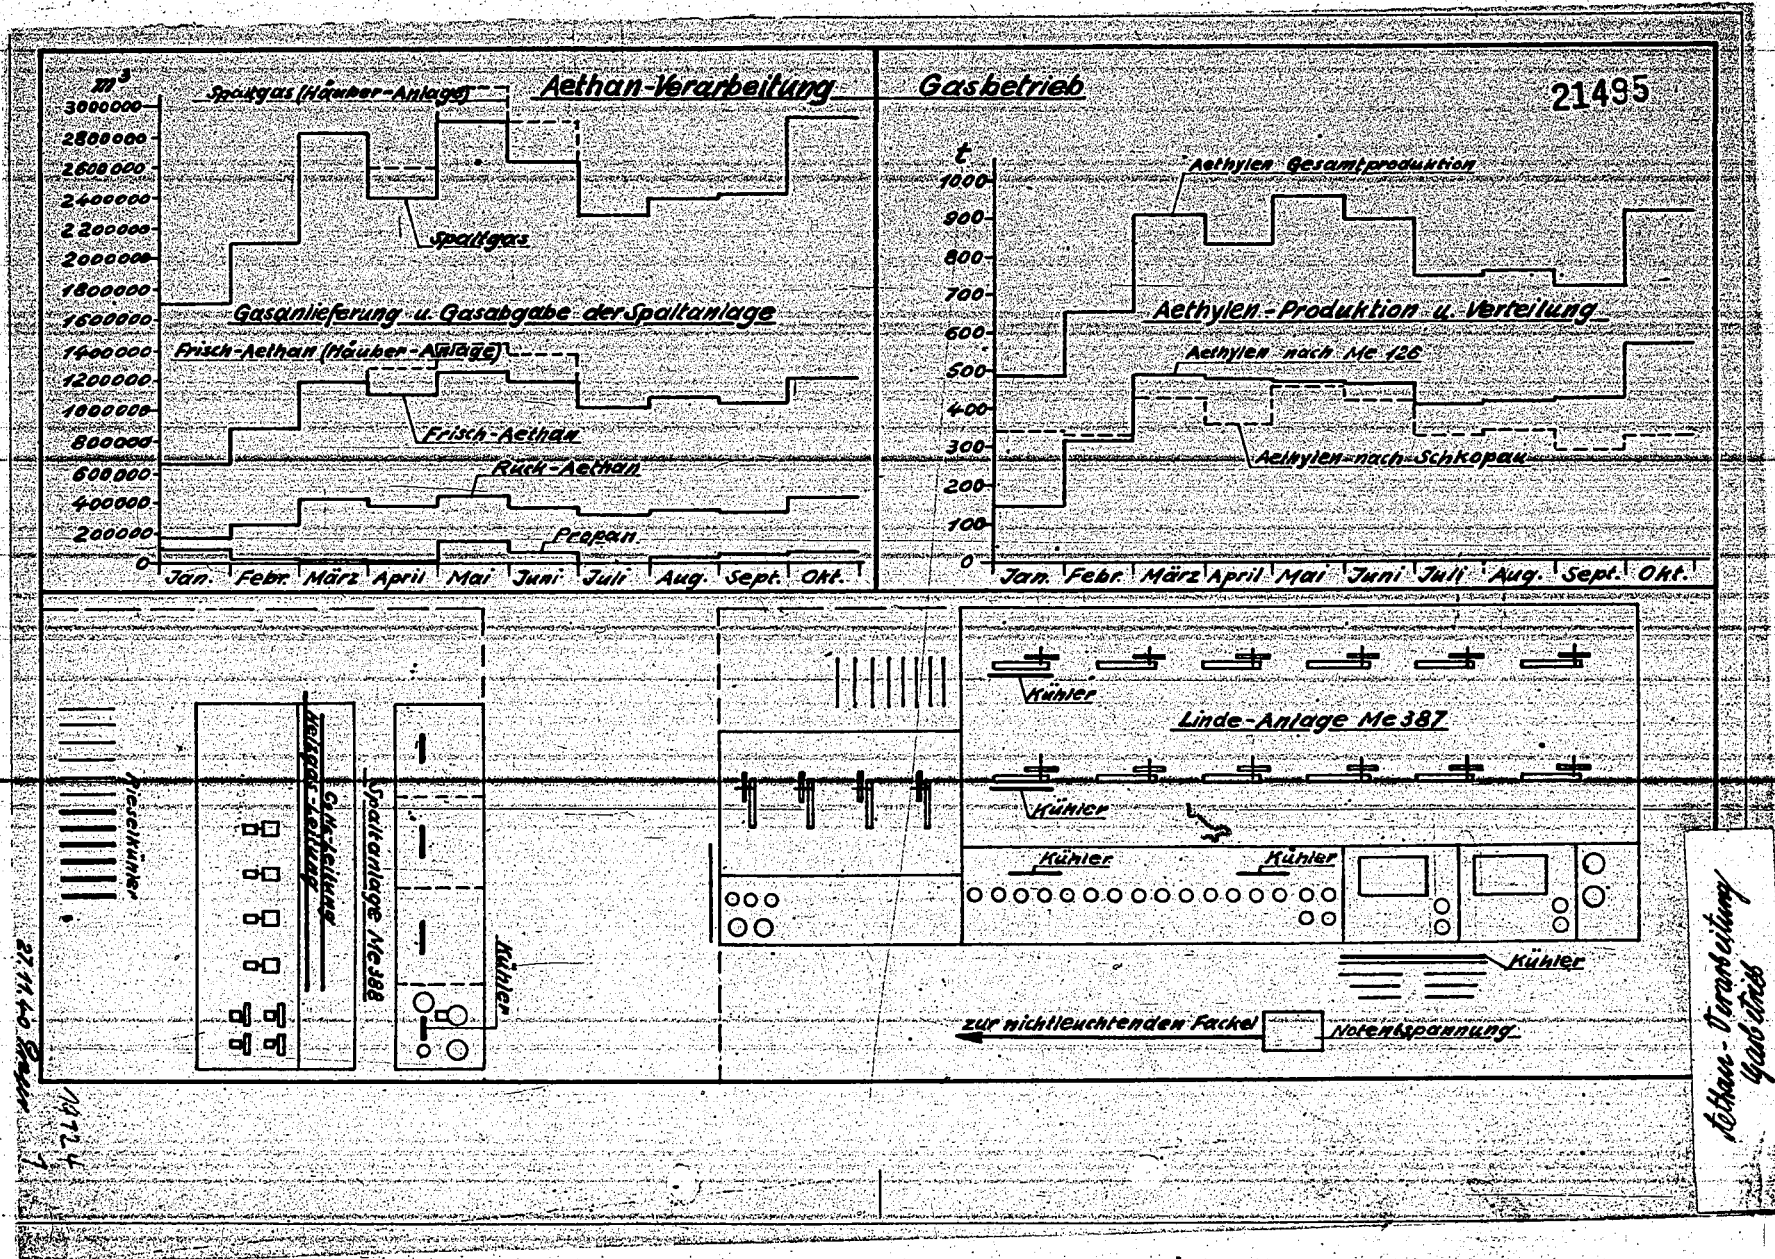 Aethan-Verarbeitung Gasbetrieb
21495
m³
Spaltgas (Häuber-Anlage)
3000000
2800000
2600000
2400000
2200000
2000000
1800000
1600000
1400000
1200000
1000000
800000
600000
400000
200000
0
Spaltgas
Gasanlieferung u. Gasabgabe der Spaltanlage
Frisch-Aethan (Häuber-Anlage)
Frisch-Aethan
Rück-Aethan
Propan
Jan. Febr. März April Mai Juni Juli Aug. Sept. Okt.
t
Aethylen Gesamtproduktion
1000
900
800
700
600
500
400
300
200
100
0
Aethylen-Produktion u. Verteilung
Aethylen nach Me 126
Aethylen nach Schkopau
Jan. Febr. März April Mai Juni Juli Aug. Sept. Okt.
Rieselkühler
Heizgas-Leitung
CH₄-Leitung
Spaltanlage Me 388
Kühler
Kühler
Linde-Anlage Me 387
Kühler
Kühler
Kühler
Kühler
zur nichtleuchtenden Fackel
Notentspannung
27.11.40
Aethan-Verarbeitung
Gasbetrieb